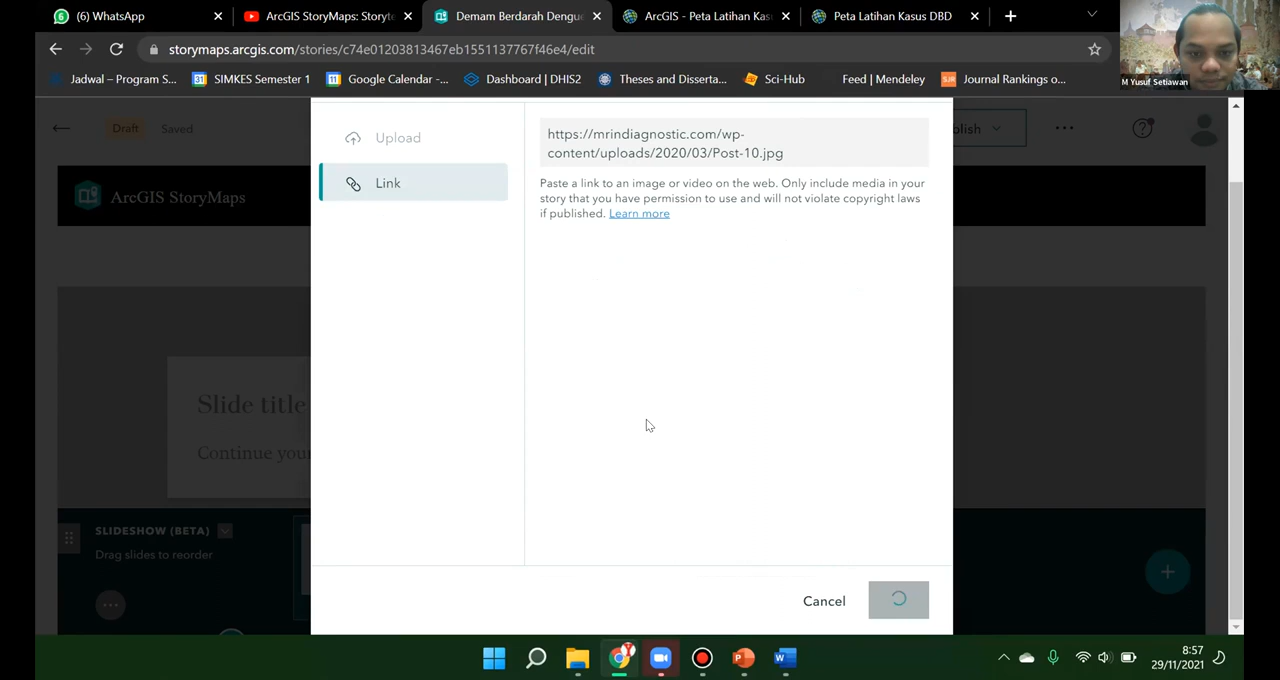 (6) WhatsApp
ArcGIS StoryMaps: Storyte
Demam Berdarah Dengue
ArcGIS - Peta Latihan Kas
Peta Latihan Kasus DBD
storymaps.arcgis.com/stories/c74e01203813467eb1551137767f46e4/edit
Jadwal – Program S...
31 SIMKES Semester 1
11 Google Calendar -...
Dashboard | DHIS2
Theses and Disserta...
Sci-Hub
Feed | Mendeley
SJR Journal Rankings o...
M Yusuf Setiawan
Draft
Saved
blish
Upload
Link
https://mrindiagnostic.com/wp-
content/uploads/2020/03/Post-10.jpg
Paste a link to an image or video on the web. Only include media in your
story that you have permission to use and will not violate copyright laws
if published. Learn more
ArcGIS StoryMaps
Slide title
Continue your
SLIDESHOW (BETA)
Drag slides to reorder
Cancel
8:57
29/11/2021